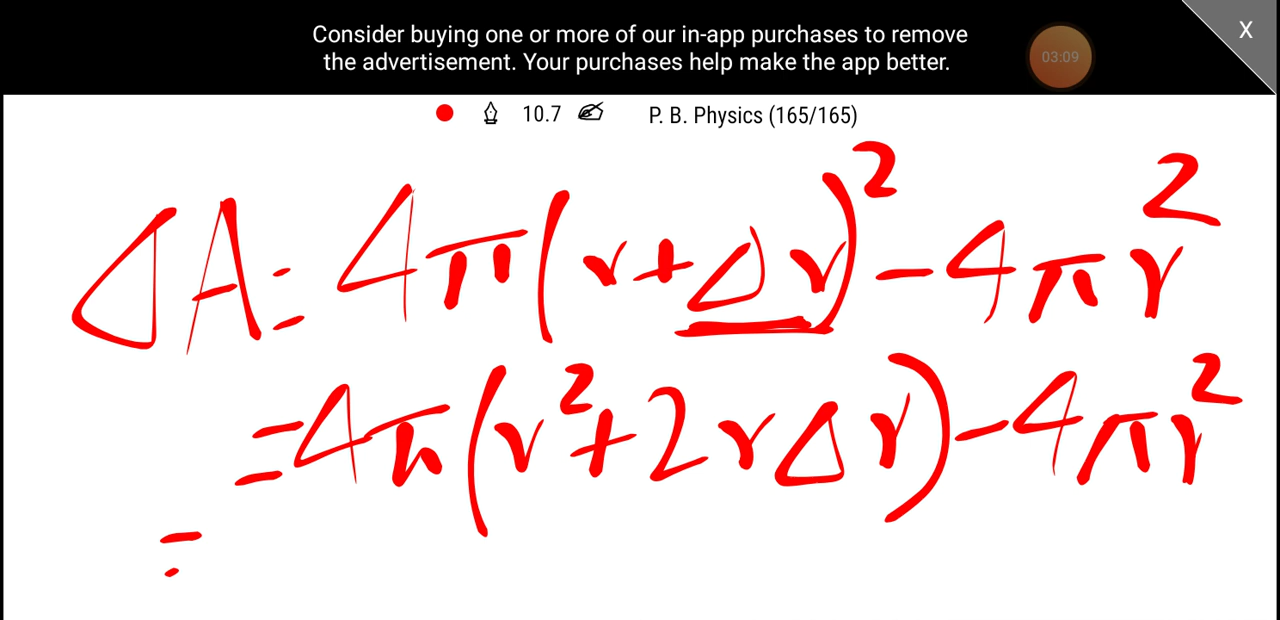 Consider buying one or more of our in-app purchases to remove
the advertisement. Your purchases help make the app better.
03:09
X
10.7 P. B. Physics (165/165)
ΔA = 4π(r+Δr)² - 4πr²
= 4π(r²+2rΔr) - 4πr²
=